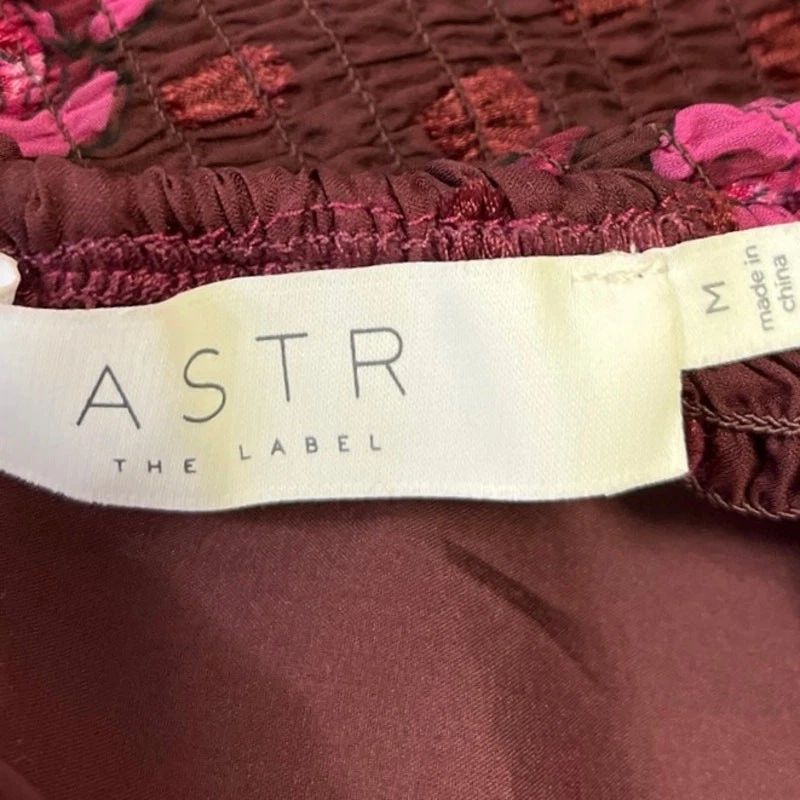 ASTR
THE LABEL
M
made in
china